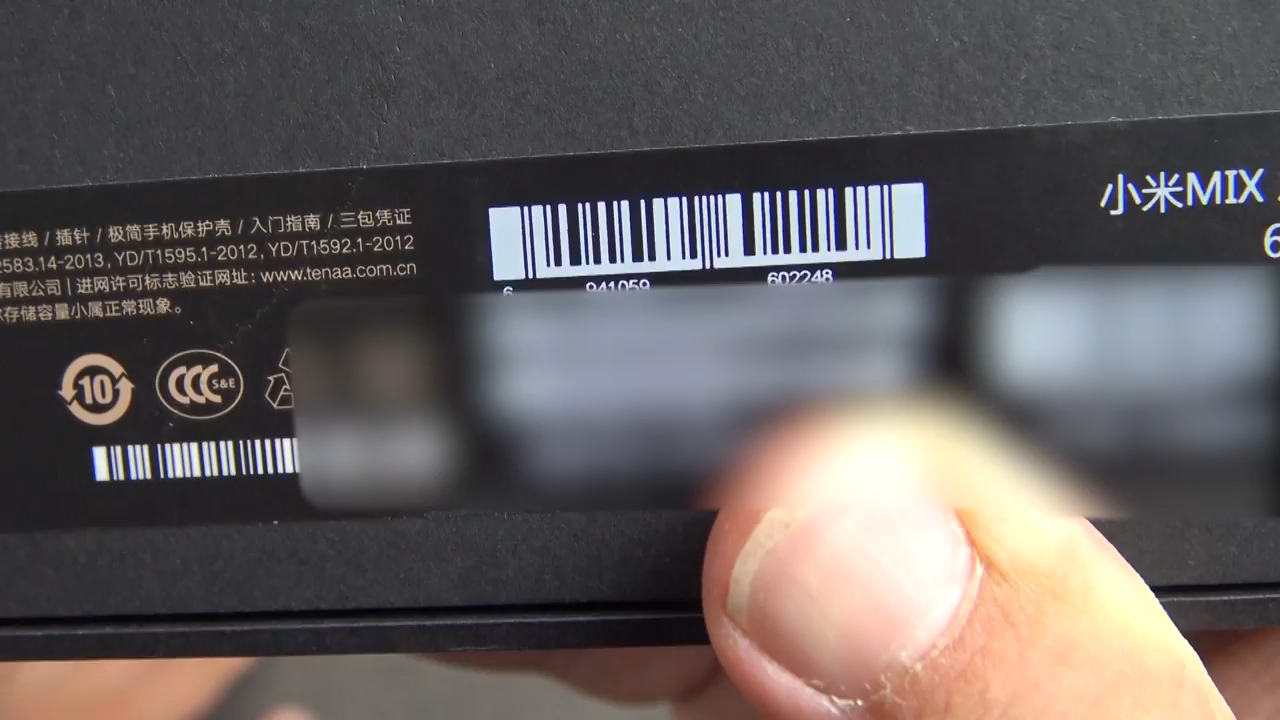 接线 / 插针 / 极简手机保护壳 / 入门指南 / 三包凭证
2583.14-2013, YD/T1595.1-2012, YD/T1592.1-2012
有限公司 | 进网许可标志验证网址: www.tenaa.com.cn
存储容量小属正常现象。
10
CCC S&E
6 941059 602248
小米MIX
6